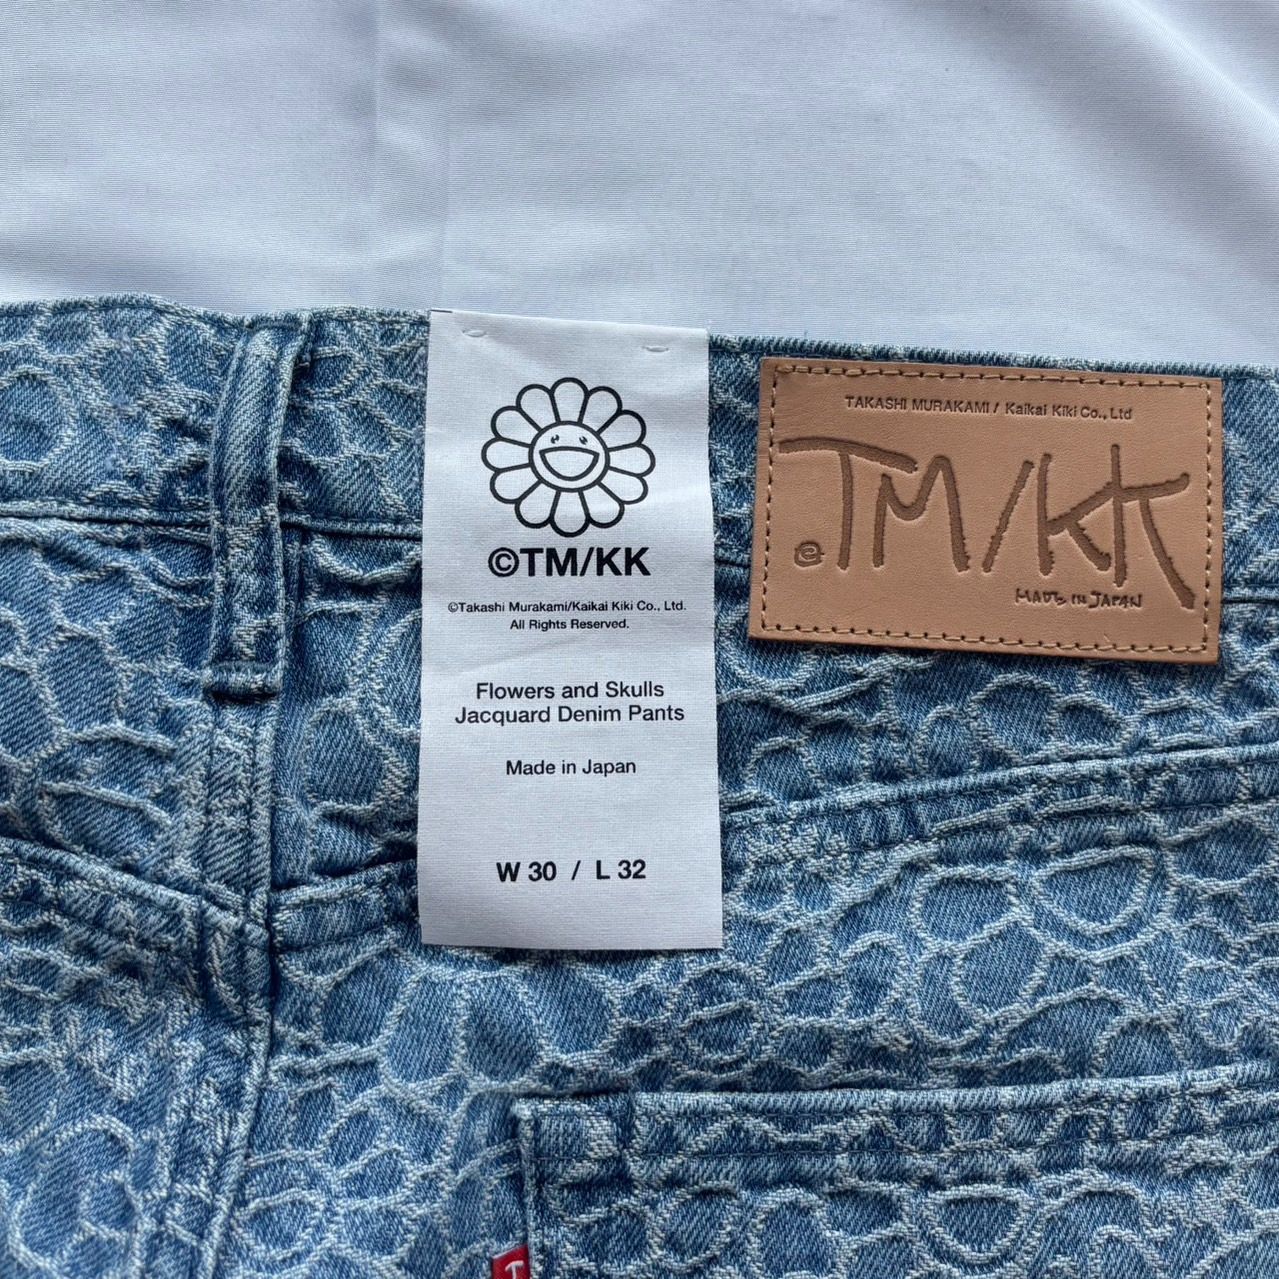 ©TM/KK
©Takashi Murakami/Kaikai Kiki Co., Ltd.
All Rights Reserved.
Flowers and Skulls
Jacquard Denim Pants
Made in Japan
W 30 / L 32
TAKASHI MURAKAMI / Kaikai Kiki Co., Ltd
©.TM/KK
MADE IN JAPAN
T